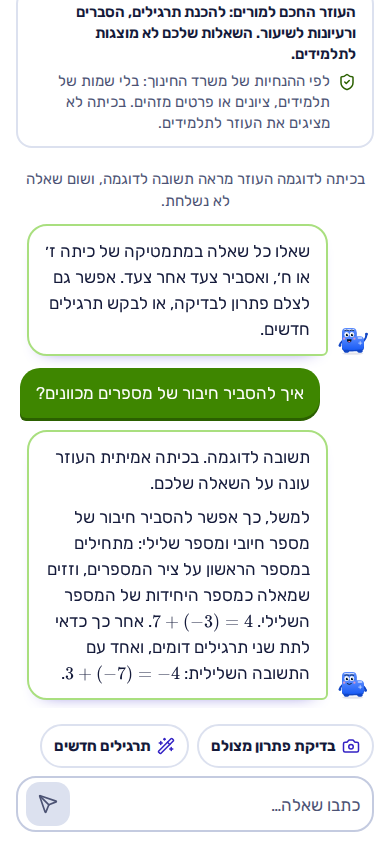 העוזר החכם למורים: להכנת תרגילים, הסברים
ורעיונות לשיעור. השאלות שלכם לא מוצגות
לתלמידים.
לפי ההנחיות של משרד החינוך: בלי שמות של
תלמידים, ציונים או פרטים מזהים. בכיתה לא
מציגים את העוזר לתלמידים.
בכיתה לדוגמה העוזר מראה תשובה לדוגמה, ושום שאלה
לא נשלחת.
שאלו כל שאלה במתמטיקה של כיתה ז׳
או ח׳, ואסביר צעד אחר צעד. אפשר גם
לצלם פתרון לבדיקה, או לבקש תרגילים
חדשים.
איך להסביר חיבור של מספרים מכוונים?
תשובה לדוגמה. בכיתה אמיתית העוזר
עונה על השאלה שלכם.
למשל, כך אפשר להסביר חיבור של
מספר חיובי ומספר שלילי: מתחילים
במספר הראשון על ציר המספרים, וזזים
שמאלה כמספר היחידות של המספר
השלילי. 7 + (−3) = 4. אחר כך כדאי
לתת שני תרגילים דומים, ואחד עם
התשובה השלילית: 3 + (−7) = −4.
בדיקת פתרון מצולם
תרגילים חדשים
כתבו שאלה...